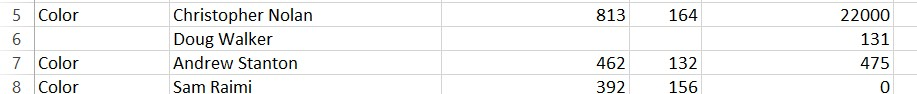 5 Color Christopher Nolan 813 164 22000
6 Doug Walker 131
7 Color Andrew Stanton 462 132 475
8 Color Sam Raimi 392 156 0